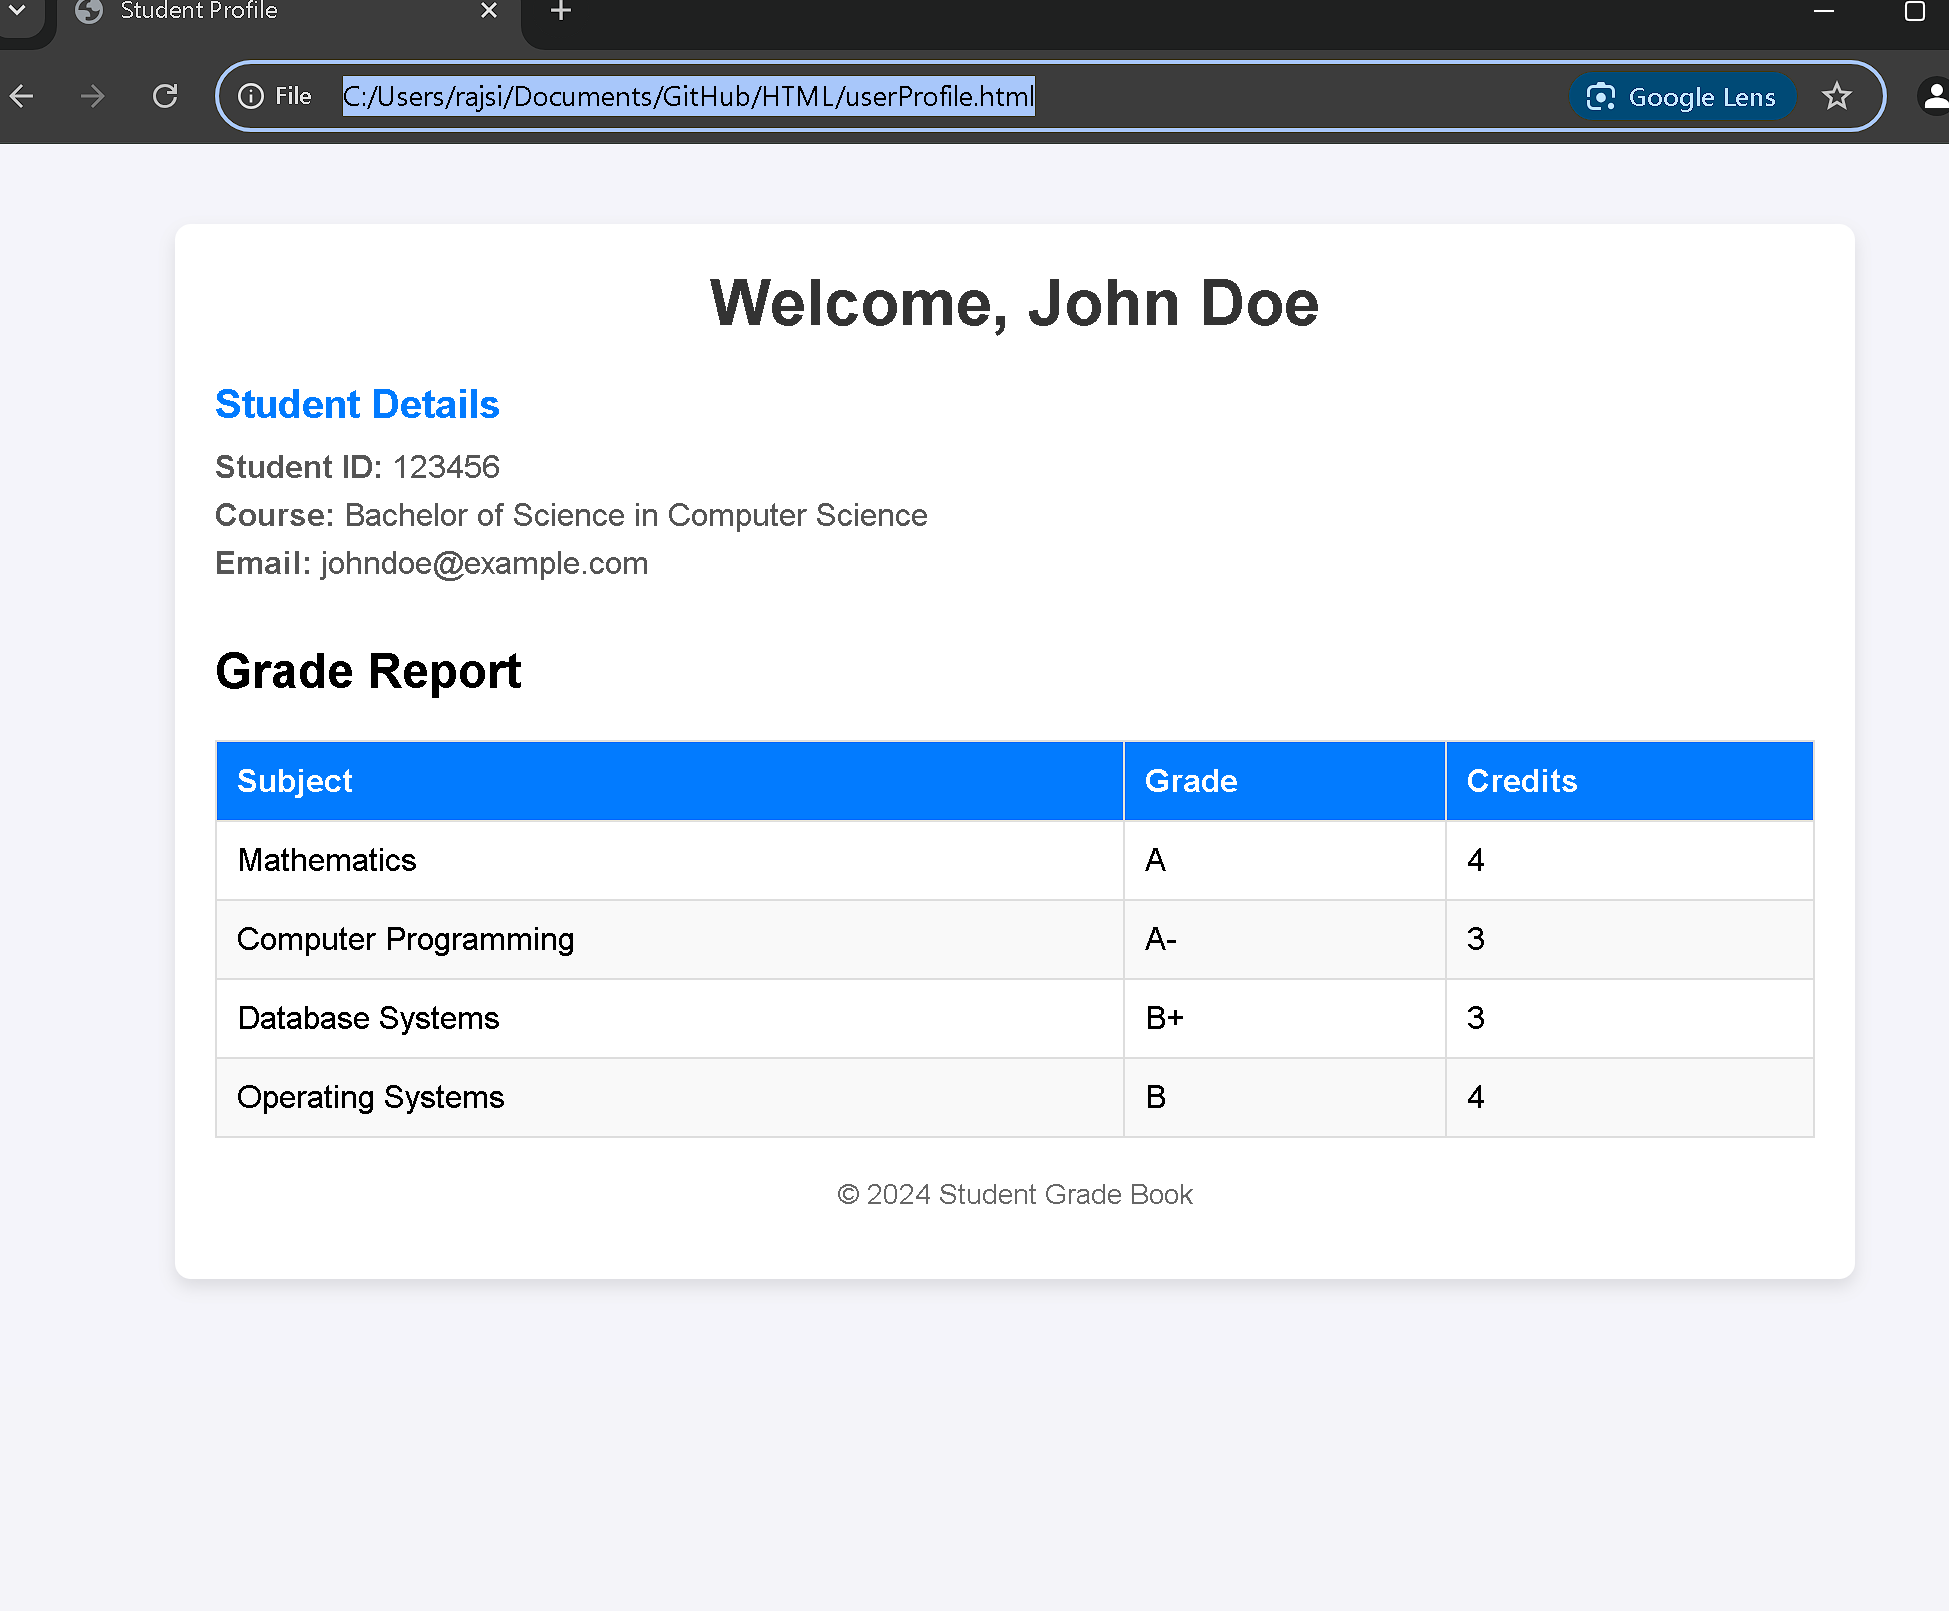 Student Profile
File C:/Users/rajsi/Documents/GitHub/HTML/userProfile.html Google Lens
Welcome, John Doe
Student Details
Student ID: 123456
Course: Bachelor of Science in Computer Science
Email: johndoe@example.com
Grade Report
Subject Grade Credits
Mathematics A 4
Computer Programming A- 3
Database Systems B+ 3
Operating Systems B 4
© 2024 Student Grade Book